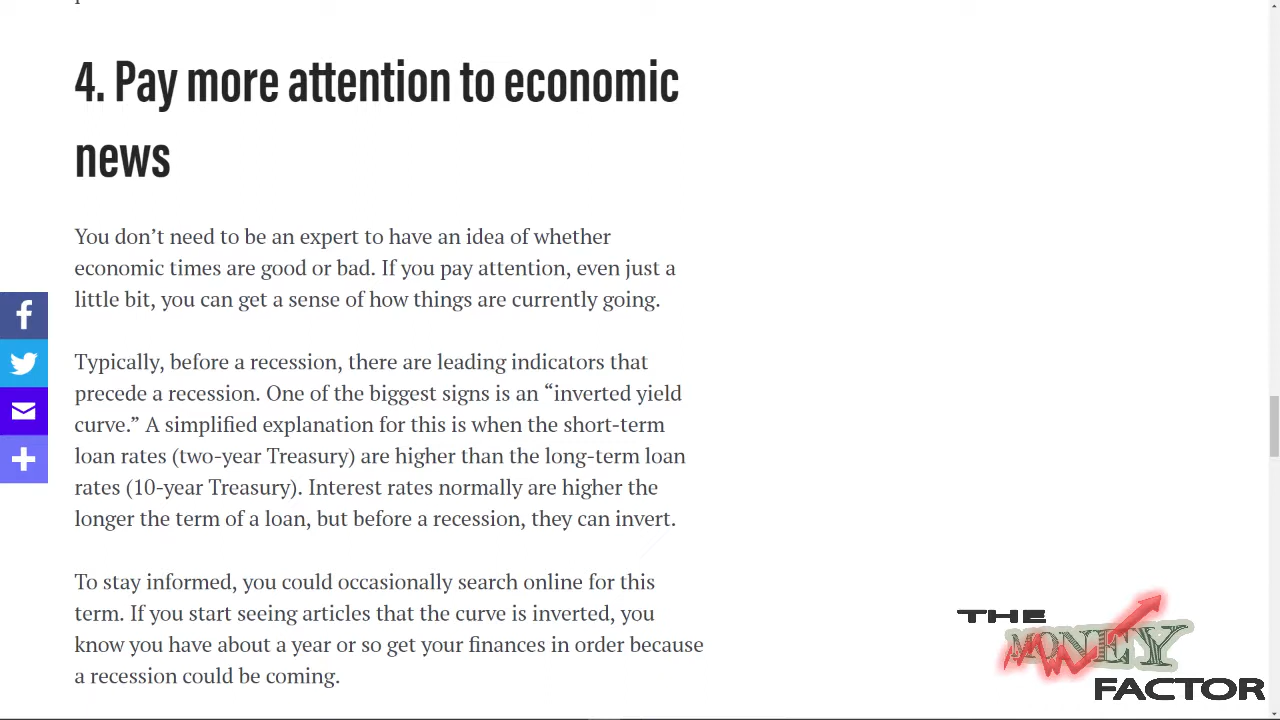 4. Pay more attention to economic
news
You don’t need to be an expert to have an idea of whether
economic times are good or bad. If you pay attention, even just a
little bit, you can get a sense of how things are currently going.
Typically, before a recession, there are leading indicators that
precede a recession. One of the biggest signs is an “inverted yield
curve.” A simplified explanation for this is when the short-term
loan rates (two-year Treasury) are higher than the long-term loan
rates (10-year Treasury). Interest rates normally are higher the
longer the term of a loan, but before a recession, they can invert.
To stay informed, you could occasionally search online for this
term. If you start seeing articles that the curve is inverted, you
know you have about a year or so get your finances in order because
a recession could be coming.
THE
MONEY
FACTOR